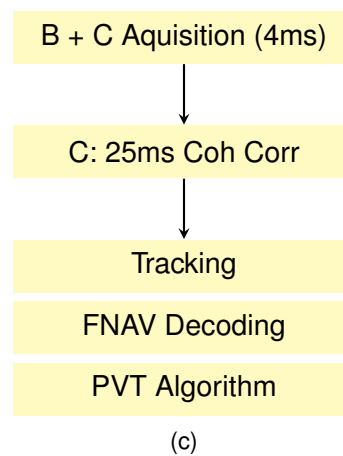 B + C Aquisition (4ms)
C: 25ms Coh Corr
Tracking
FNAV Decoding
PVT Algorithm
(c)